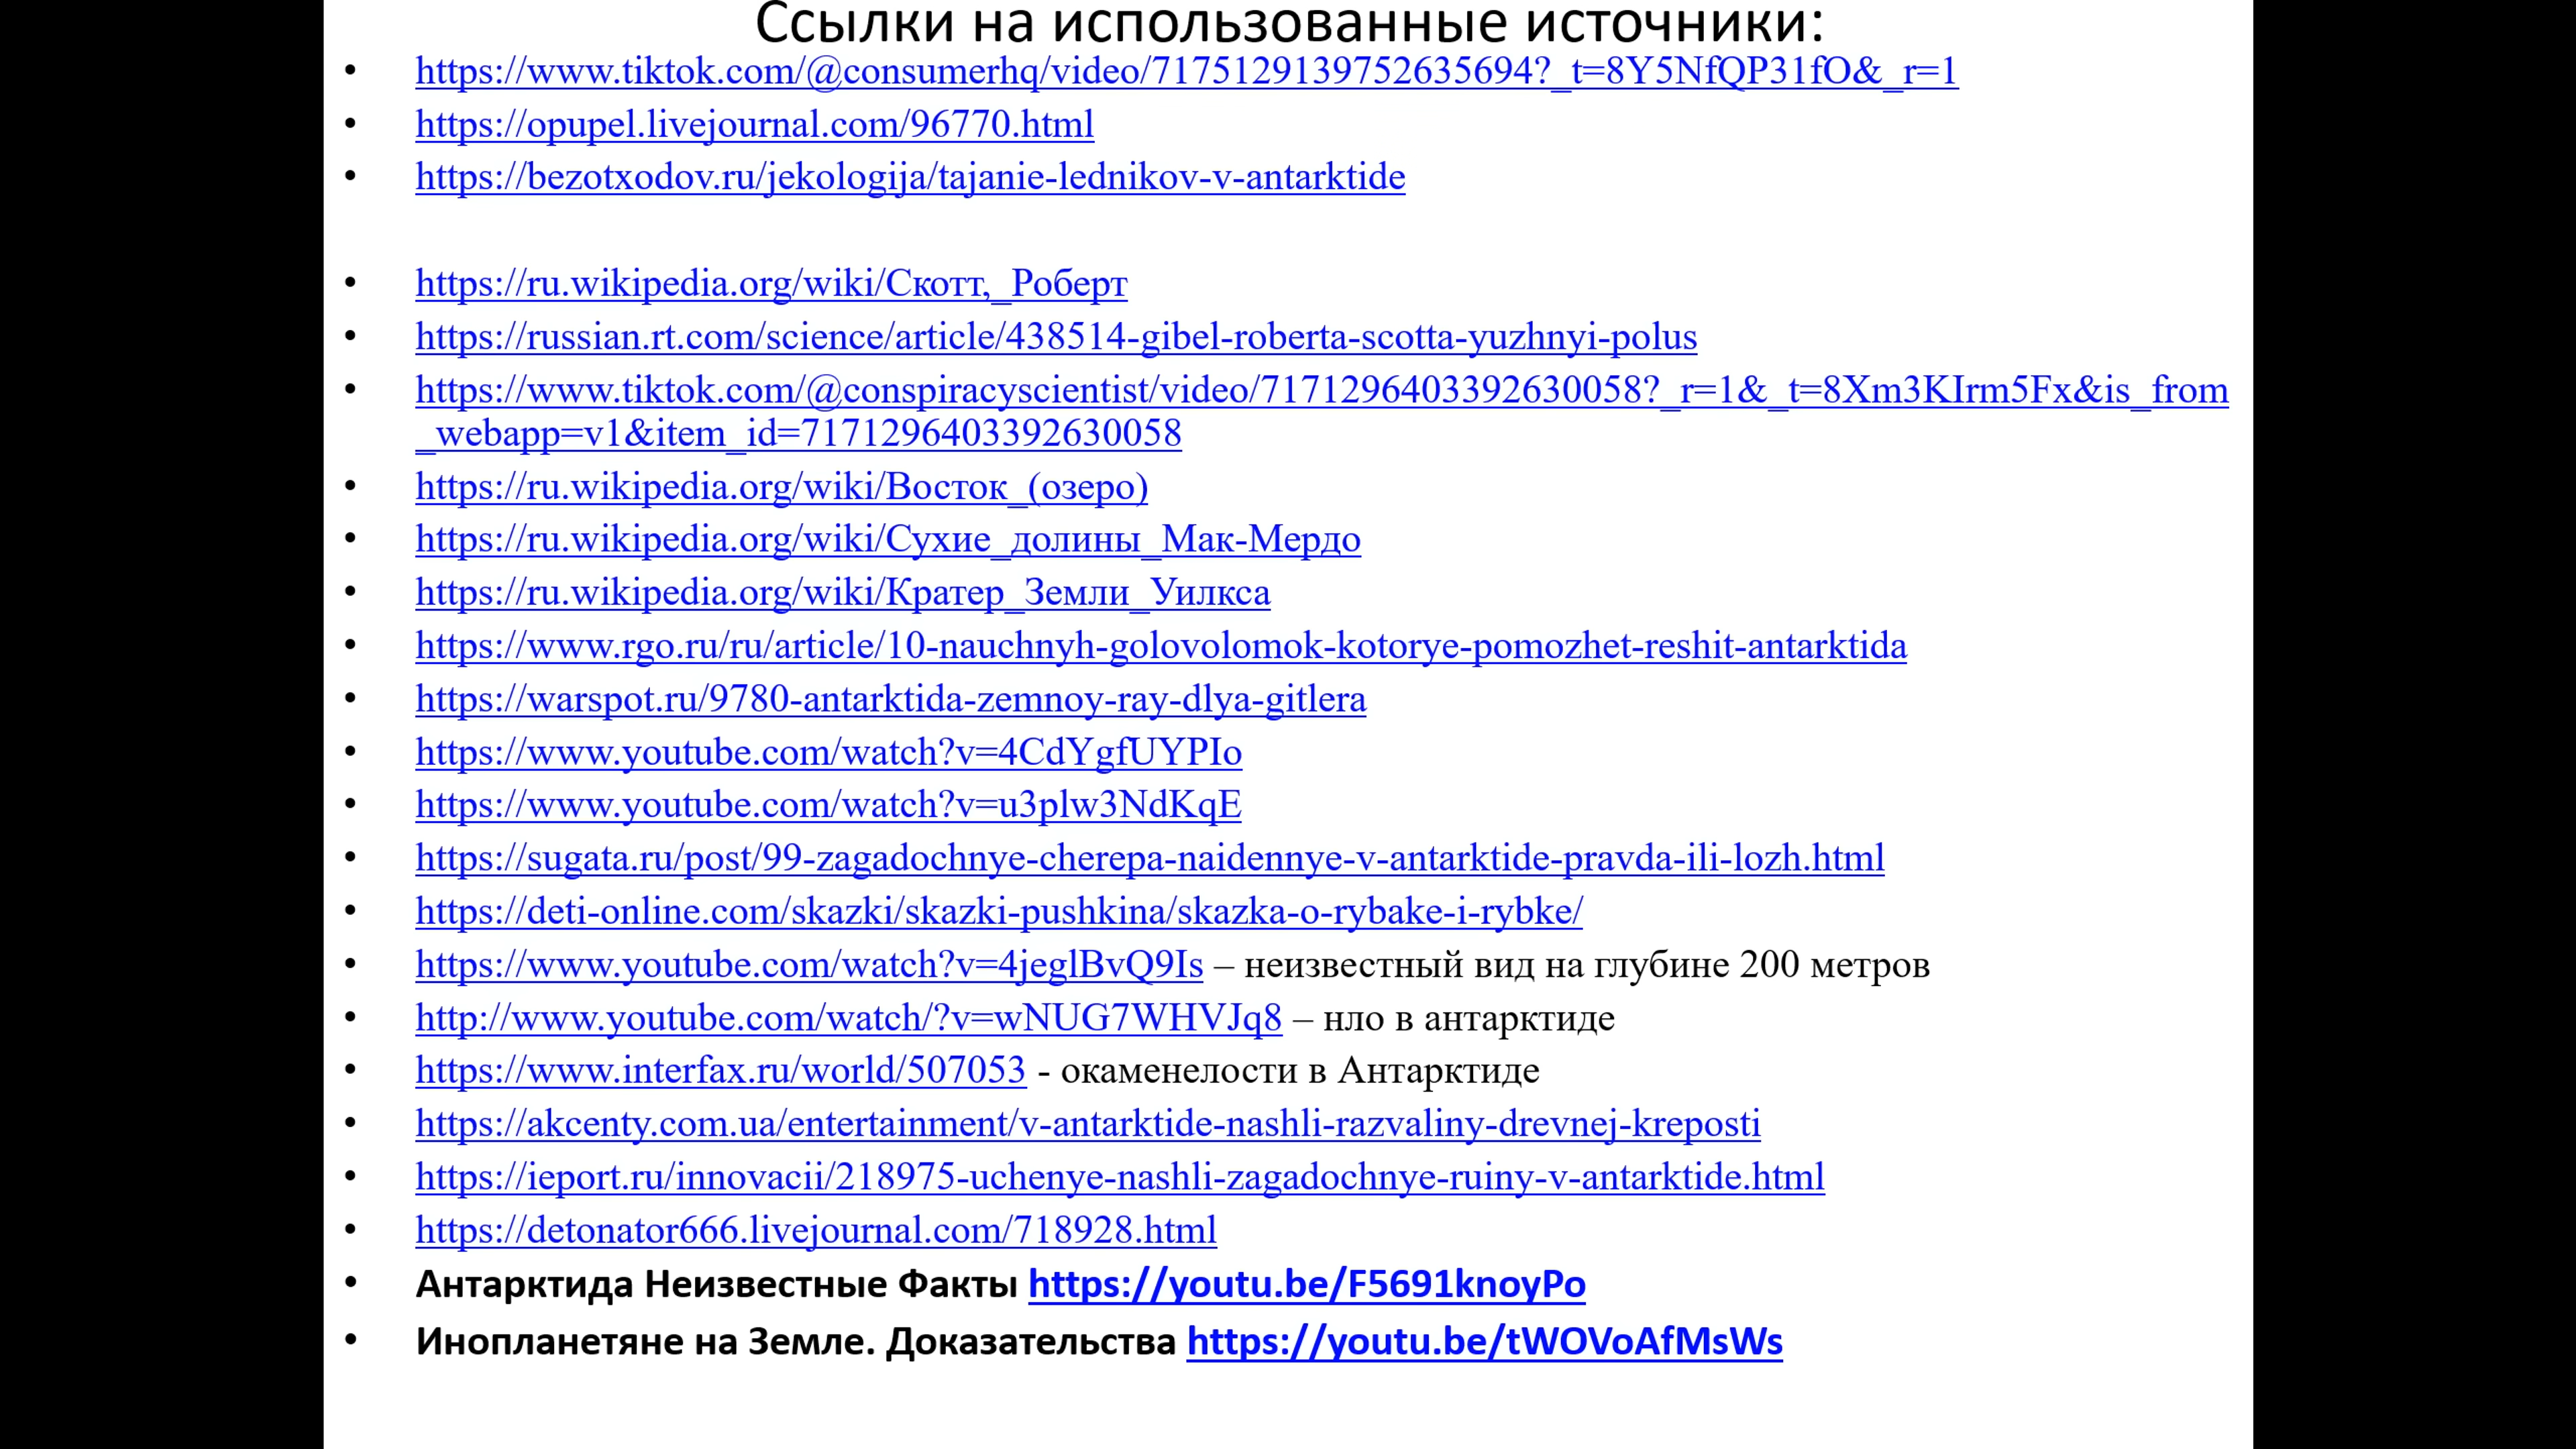 Ссылки на использованные источники:
• https://www.tiktok.com/@consumerhq/video/7175129139752635694?_t=8Y5NfQP31fO&_r=1
• https://opupel.livejournal.com/96770.html
• https://bezotxodov.ru/jekologija/tajanie-lednikov-v-antarktide
• https://ru.wikipedia.org/wiki/Скотт,_Роберт
• https://russian.rt.com/science/article/438514-gibel-roberta-scotta-yuzhnyi-polus
• https://www.tiktok.com/@conspiracyscientist/video/7171296403392630058?_r=1&_t=8Xm3KIrm5Fx&is_from
_webapp=v1&item_id=7171296403392630058
• https://ru.wikipedia.org/wiki/Восток_(озеро)
• https://ru.wikipedia.org/wiki/Сухие_долины_Мак-Мердо
• https://ru.wikipedia.org/wiki/Кратер_Земли_Уилкса
• https://www.rgo.ru/ru/article/10-nauchnyh-golovolomok-kotorye-pomozhet-reshit-antarktida
• https://warspot.ru/9780-antarktida-zemnoy-ray-dlya-gitlera
• https://www.youtube.com/watch?v=4CdYgfUYPIo
• https://www.youtube.com/watch?v=u3plw3NdKqE
• https://sugata.ru/post/99-zagadochnye-cherepa-naidennye-v-antarktide-pravda-ili-lozh.html
• https://deti-online.com/skazki/skazki-pushkina/skazka-o-rybake-i-rybke/
• https://www.youtube.com/watch?v=4jeglBvQ9Is – неизвестный вид на глубине 200 метров
• http://www.youtube.com/watch/?v=wNUG7WHVJq8 – нло в антарктиде
• https://www.interfax.ru/world/507053 - окаменелости в Антарктиде
• https://akcenty.com.ua/entertainment/v-antarktide-nashli-razvaliny-drevnej-kreposti
• https://ieport.ru/innovacii/218975-uchenye-nashli-zagadochnye-ruiny-v-antarktide.html
• https://detonator666.livejournal.com/718928.html
• Антарктида Неизвестные Факты https://youtu.be/F5691knoyPo
• Инопланетяне на Земле. Доказательства https://youtu.be/tWOVoAfMsWs